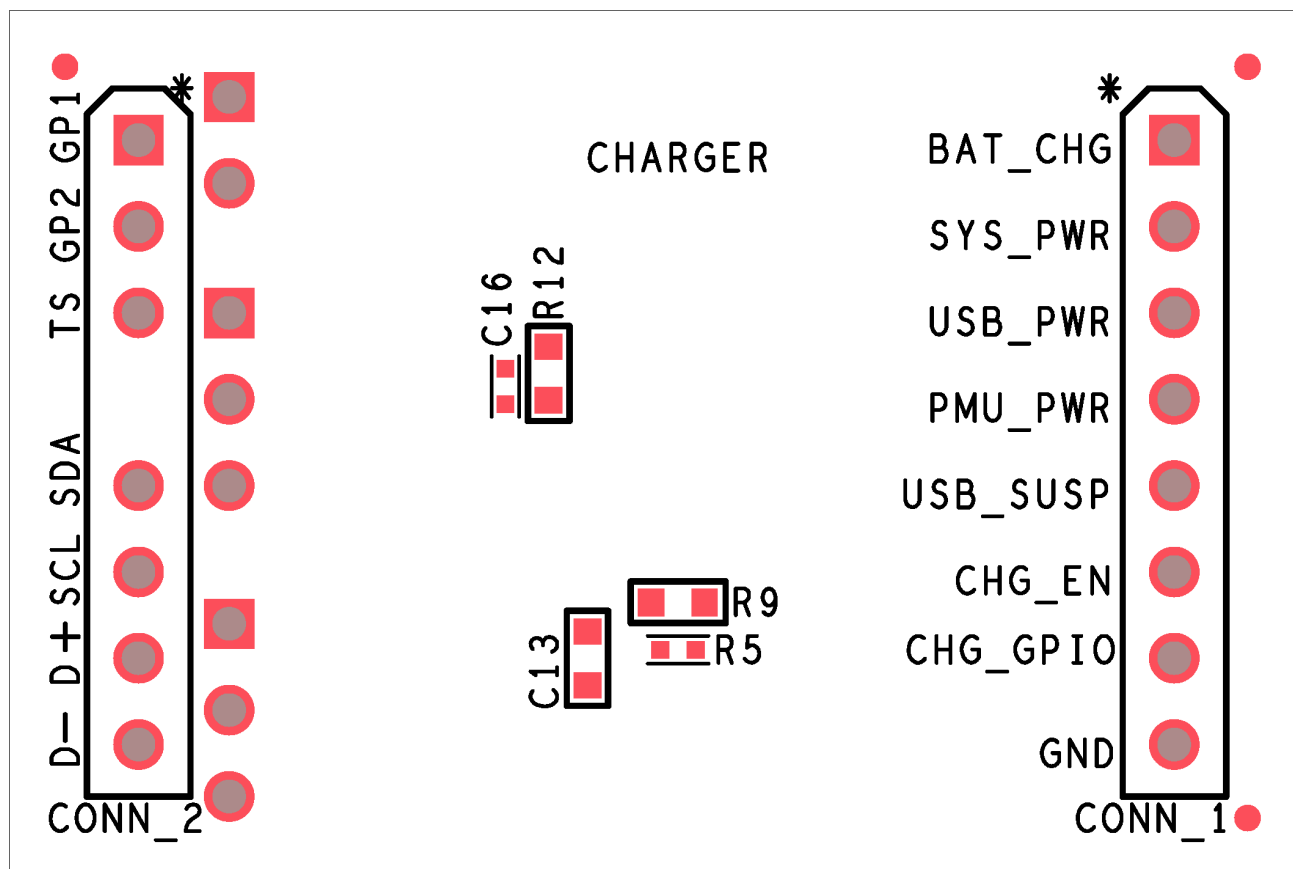 GP1
GP2
TS
SDA
SCL
D+
D-
CONN_2
CHARGER
C16
R12
R9
R5
C13
*
*
BAT_CHG
SYS_PWR
USB_PWR
PMU_PWR
USB_SUSP
CHG_EN
CHG_GPIO
GND
CONN_1